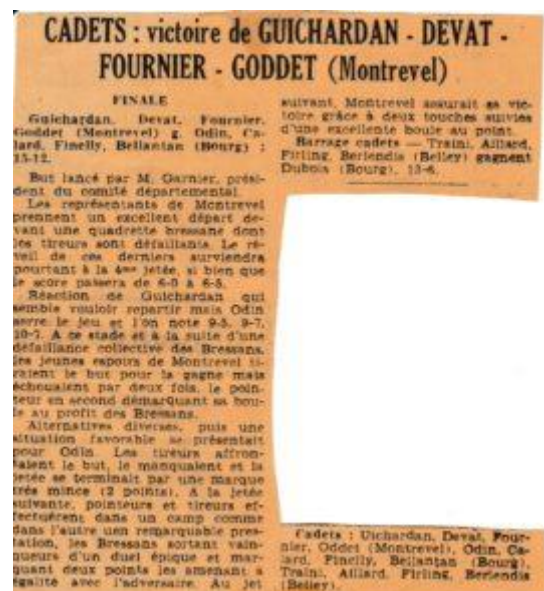 CADETS : victoire de GUICHARDAN - DEVAT -
FOURNIER - GODDET (Montrevel)
FINALE
Guichardan, Devat, Fournier,
Goddet (Montrevel) g. Odin, Ca-
lard, Finelly, Bellantan (Bourg) :
13-12.
But lancé par M. Garnier, prési-
dent du comité départemental.
Les représentants de Montrevel
prennent un excellent départ de-
vant une quadrette bressane dont
les tireurs sont défaillants. Le ré-
veil de ces derniers surviendra
pourtant à la 4me jetée, si bien que
le score passera de 6-0 à 6-5.
Réaction de Guichardan qui
semble vouloir repartir mais Odin
serre le jeu et l'on note 9-5, 9-7,
10-7. A ce stade et à la suite d'une
défaillance collective des Bressans,
les jeunes espoirs de Montrevel ti-
raient le but pour la gagne mais
échouaient par deux fois, le poin-
teur en second démarquant sa bou-
le au profit des Bressans.
Alternatives diverses, puis une
situation favorable se présentait
pour Odin. Les tireurs affron-
taient le but, le manquaient et la
jetée se terminait par une marque
très mince (2 points). A la jetée
suivante, pointeurs et tireurs ef-
fectuèrent dans un camp comme
dans l'autre une remarquable pres-
tation, les Bressans sortant vain-
queurs d'un duel épique et mar-
quant deux points les amenant à
égalité avec l'adversaire. Au jet
suivant, Montrevel assurait sa vic-
toire grâce à deux touches suivies
d'une excellente boule au point.
Barrage cadets — Traini, Aillard,
Firling, Berlendis (Belley) gagnent
Dubois (Bourg), 13-6.
Cadets : Uichardan, Devat, Four-
nier, Oddet (Montrevel), Odin, Ca-
lard, Finelly, Bellantan (Bourg),
Traini, Aillard, Firling, Berlendis
(Belley).